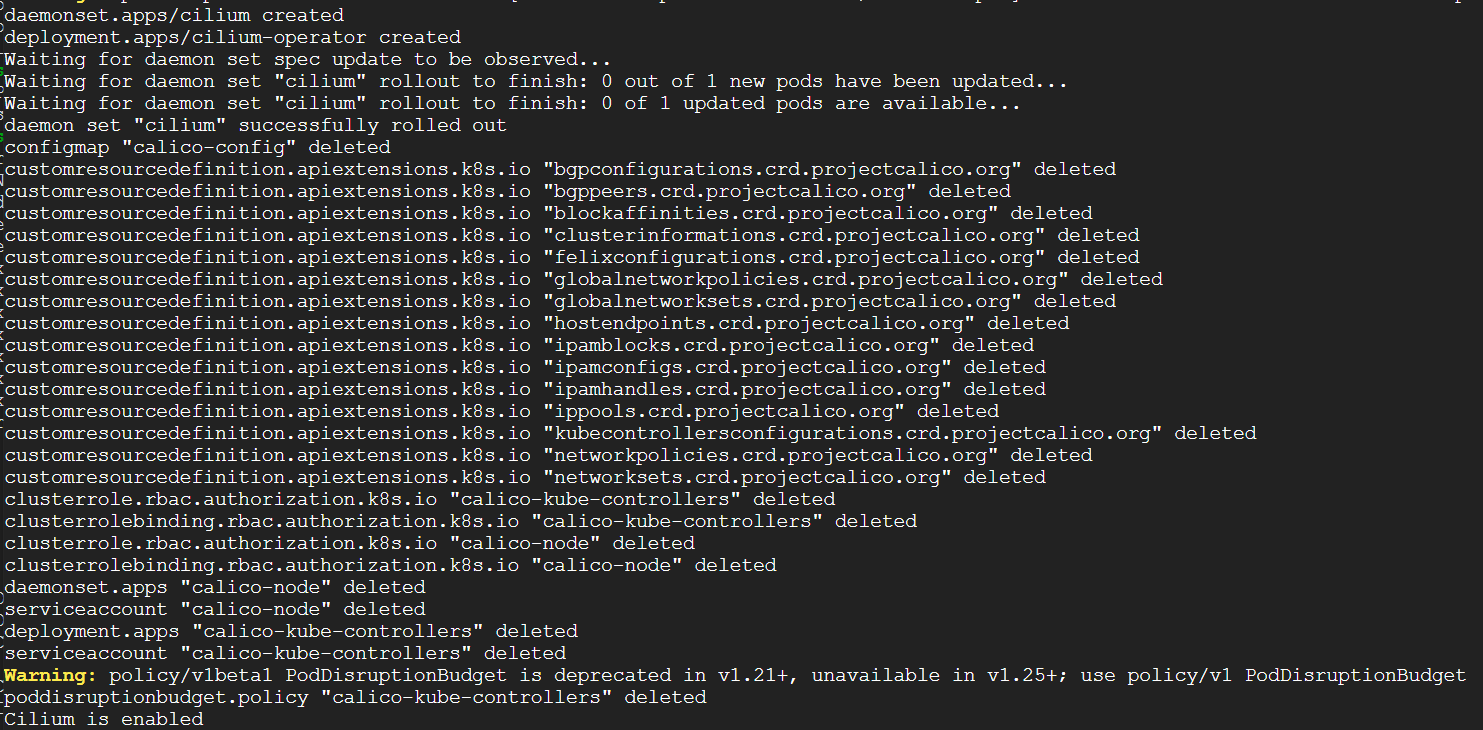 daemonset.apps/cilium created
deployment.apps/cilium-operator created
Waiting for daemon set spec update to be observed...
Waiting for daemon set "cilium" rollout to finish: 0 out of 1 new pods have been updated...
Waiting for daemon set "cilium" rollout to finish: 0 of 1 updated pods are available...
daemon set "cilium" successfully rolled out
configmap "calico-config" deleted
customresourcedefinition.apiextensions.k8s.io "bgpconfigurations.crd.projectcalico.org" deleted
customresourcedefinition.apiextensions.k8s.io "bgppeers.crd.projectcalico.org" deleted
customresourcedefinition.apiextensions.k8s.io "blockaffinities.crd.projectcalico.org" deleted
customresourcedefinition.apiextensions.k8s.io "clusterinformations.crd.projectcalico.org" deleted
customresourcedefinition.apiextensions.k8s.io "felixconfigurations.crd.projectcalico.org" deleted
customresourcedefinition.apiextensions.k8s.io "globalnetworkpolicies.crd.projectcalico.org" deleted
customresourcedefinition.apiextensions.k8s.io "globalnetworksets.crd.projectcalico.org" deleted
customresourcedefinition.apiextensions.k8s.io "hostendpoints.crd.projectcalico.org" deleted
customresourcedefinition.apiextensions.k8s.io "ipamblocks.crd.projectcalico.org" deleted
customresourcedefinition.apiextensions.k8s.io "ipamconfigs.crd.projectcalico.org" deleted
customresourcedefinition.apiextensions.k8s.io "ipamhandles.crd.projectcalico.org" deleted
customresourcedefinition.apiextensions.k8s.io "ippools.crd.projectcalico.org" deleted
customresourcedefinition.apiextensions.k8s.io "kubecontrollersconfigurations.crd.projectcalico.org" deleted
customresourcedefinition.apiextensions.k8s.io "networkpolicies.crd.projectcalico.org" deleted
customresourcedefinition.apiextensions.k8s.io "networksets.crd.projectcalico.org" deleted
clusterrole.rbac.authorization.k8s.io "calico-kube-controllers" deleted
clusterrolebinding.rbac.authorization.k8s.io "calico-kube-controllers" deleted
clusterrole.rbac.authorization.k8s.io "calico-node" deleted
clusterrolebinding.rbac.authorization.k8s.io "calico-node" deleted
daemonset.apps "calico-node" deleted
serviceaccount "calico-node" deleted
deployment.apps "calico-kube-controllers" deleted
serviceaccount "calico-kube-controllers" deleted
Warning: policy/v1beta1 PodDisruptionBudget is deprecated in v1.21+, unavailable in v1.25+; use policy/v1 PodDisruptionBudget
poddisruptionbudget.policy "calico-kube-controllers" deleted
Cilium is enabled